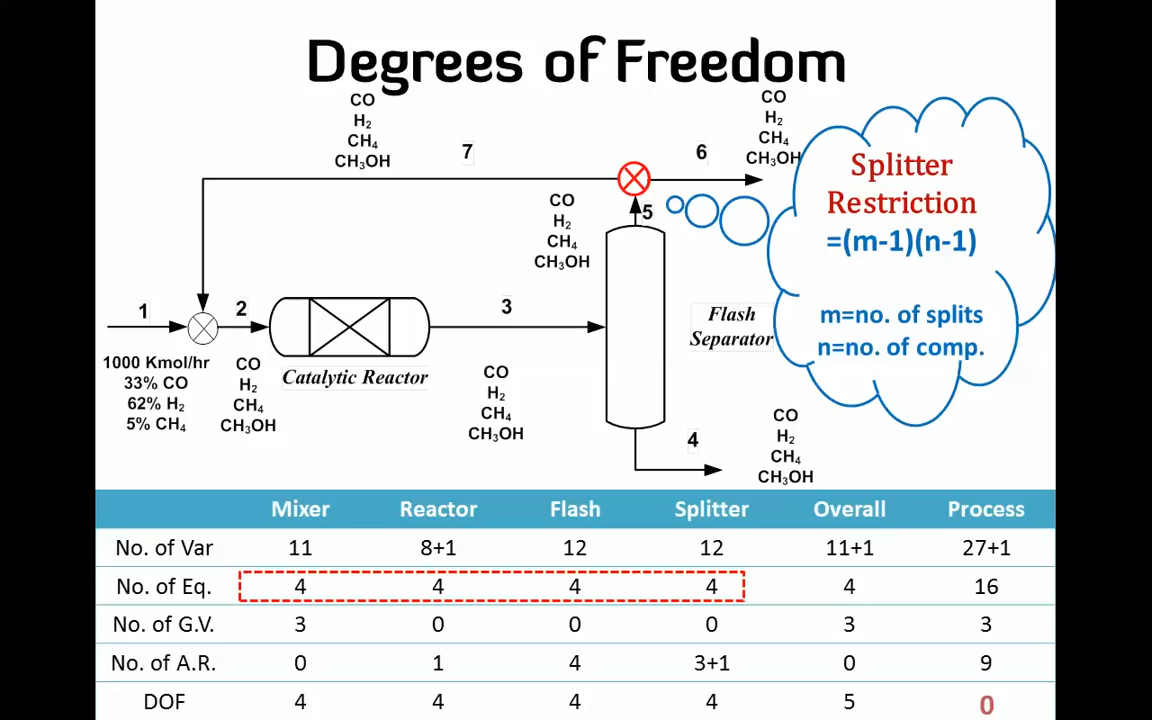 Degrees of Freedom
CO
H₂
CH₄
CH₃OH
7
6
CO
H₂
CH₄
CH₃OH
Splitter
Restriction
=(m-1)(n-1)
m=no. of splits
n=no. of comp.
CO
H₂
CH₄
CH₃OH
5
1
2
3
1000 Kmol/hr
33% CO
62% H₂
5% CH₄
CO
H₂
CH₄
CH₃OH
Catalytic Reactor
CO
H₂
CH₄
CH₃OH
Flash
Separator
4
CO
H₂
CH₄
CH₃OH
Mixer Reactor Flash Splitter Overall Process
No. of Var 11 8+1 12 12 11+1 27+1
No. of Eq. 4 4 4 4 4 16
No. of G.V. 3 0 0 0 3 3
No. of A.R. 0 1 4 3+1 0 9
DOF 4 4 4 4 5 0